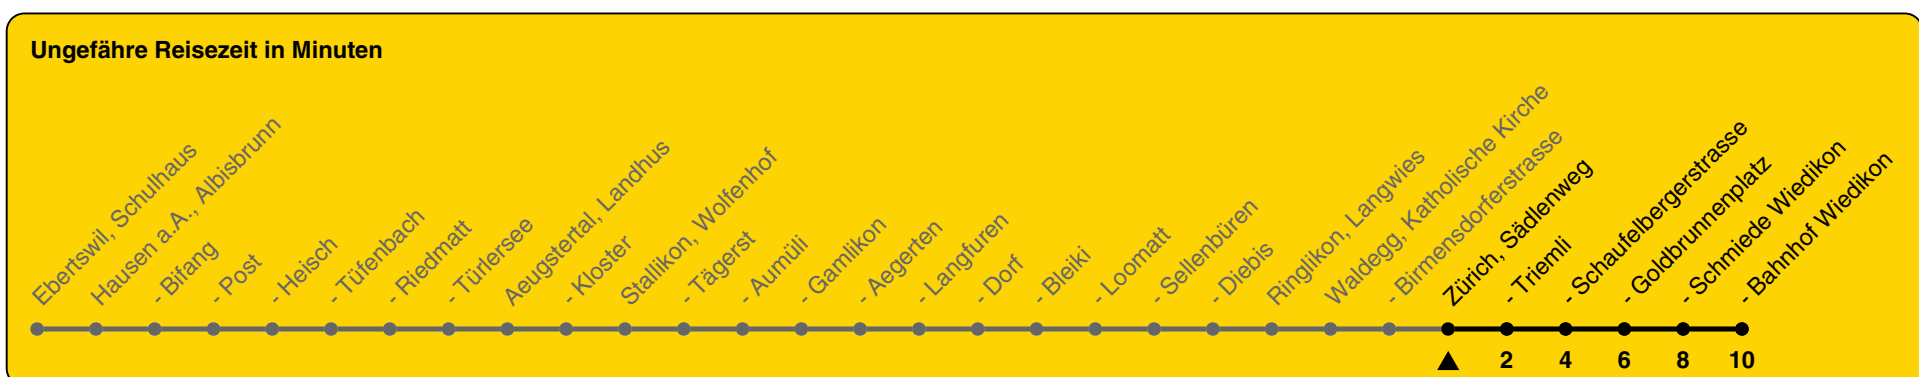 Ungefähre Reisezeit in Minuten
Ebertswil, Schulhaus
Hausen a.A., Albisbrunn
- Bifang
- Post
- Heisch
- Tüfenbach
- Riedmatt
- Türlersee
Aeugstertal, Landhus
- Kloster
Stallikon, Wolfenhof
- Tägerst
- Aumüli
- Gamlikon
- Aegerten
- Langfuren
- Dorf
- Bleiki
- Loomatt
- Sellenbüren
- Diebis
Ringlikon, Langwies
Waldegg, Katholische Kirche
- Birmensdorferstrasse
Zürich, Sädlenweg
- Triemli
- Schaufelbergerstrasse
- Goldbrunnenplatz
- Schmiede Wiedikon
- Bahnhof Wiedikon
2 4 6 8 10